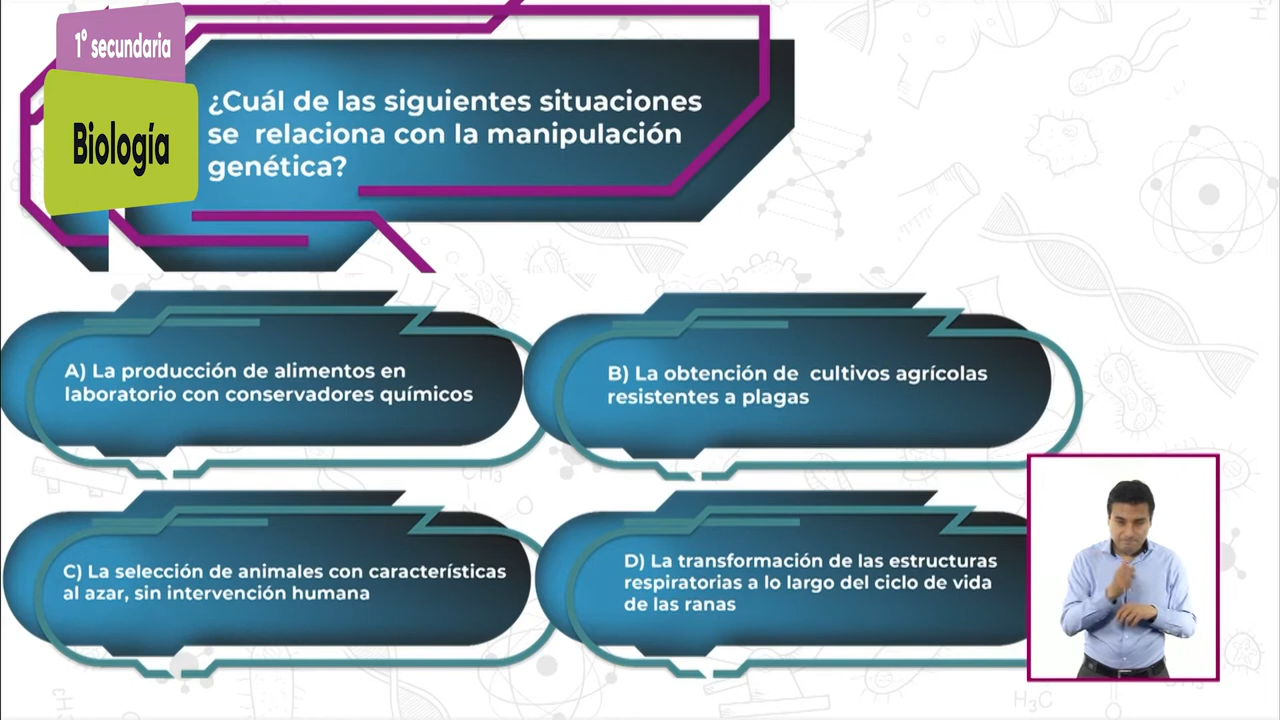 1° secundaria
Biología
¿Cuál de las siguientes situaciones
se relaciona con la manipulación
genética?
A) La producción de alimentos en
laboratorio con conservadores químicos
B) La obtención de cultivos agrícolas
resistentes a plagas
C) La selección de animales con características
al azar, sin intervención humana
D) La transformación de las estructuras
respiratorias a lo largo del ciclo de vida
de las ranas
CH3
H₃C